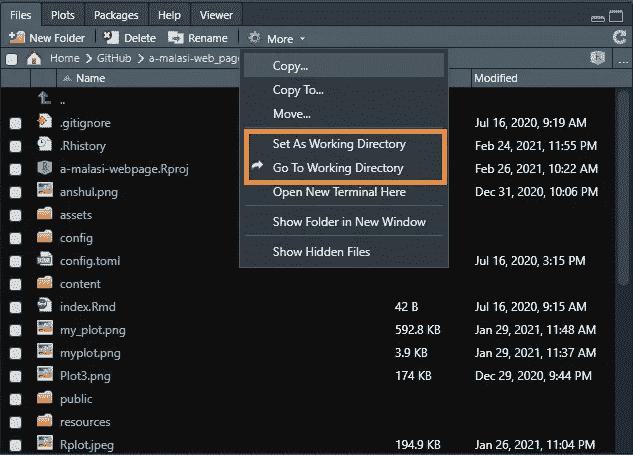 Files Plots Packages Help Viewer
New Folder Delete Rename More
Home GitHub a-malasi-web_pag ...
Name Modified
Copy...
Copy To...
Move...
Set As Working Directory
Go To Working Directory
Open New Terminal Here
Show Folder in New Window
Show Hidden Files
..
.gitignore Jul 16, 2020, 9:19 AM
.Rhistory Feb 24, 2021, 11:55 PM
a-malasi-webpage.Rproj Feb 26, 2021, 10:22 AM
anshul.png Dec 31, 2020, 10:06 PM
assets
config
config.toml Jul 16, 2020, 3:15 PM
content
index.Rmd 42 B Jul 16, 2020, 9:15 AM
my_plot.png 592.8 KB Jan 29, 2021, 11:48 AM
myplot.png 3.9 KB Jan 29, 2021, 11:37 AM
Plot3.png 174 KB Dec 29, 2020, 9:44 PM
public
resources
Rplot.jpeg 194.9 KB Jan 26, 2021, 11:04 PM